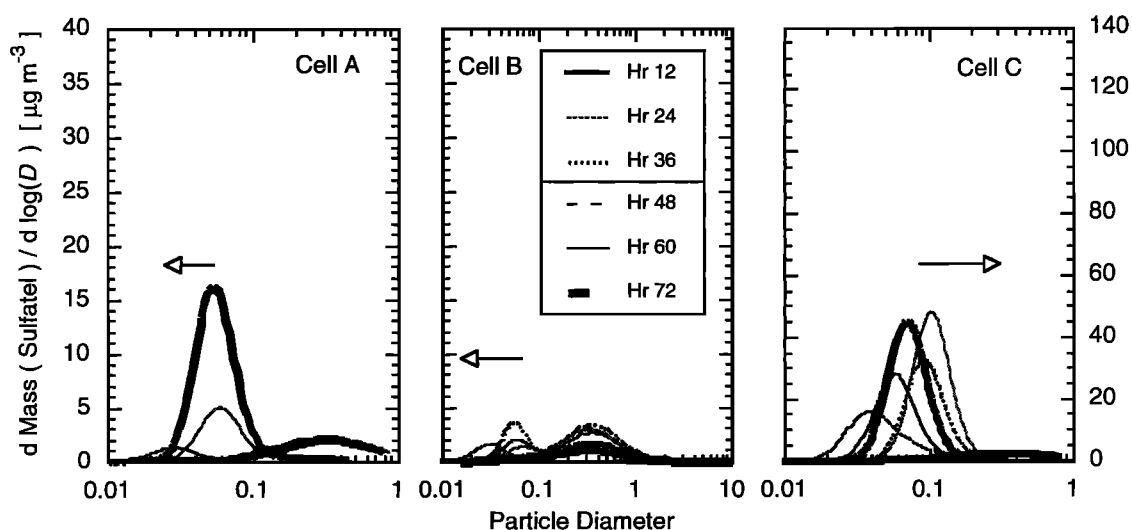 d Mass ( Sulfatel ) / d log(D ) [ µg m-3 ]
40
35
30
25
20
15
10
5
0
Cell A
0.01 0.1 1
Cell B
Hr 12
Hr 24
Hr 36
Hr 48
Hr 60
Hr 72
0.01 0.1 1 10
Cell C
140
120
100
80
60
40
20
0
0.01 0.1 1
Particle Diameter